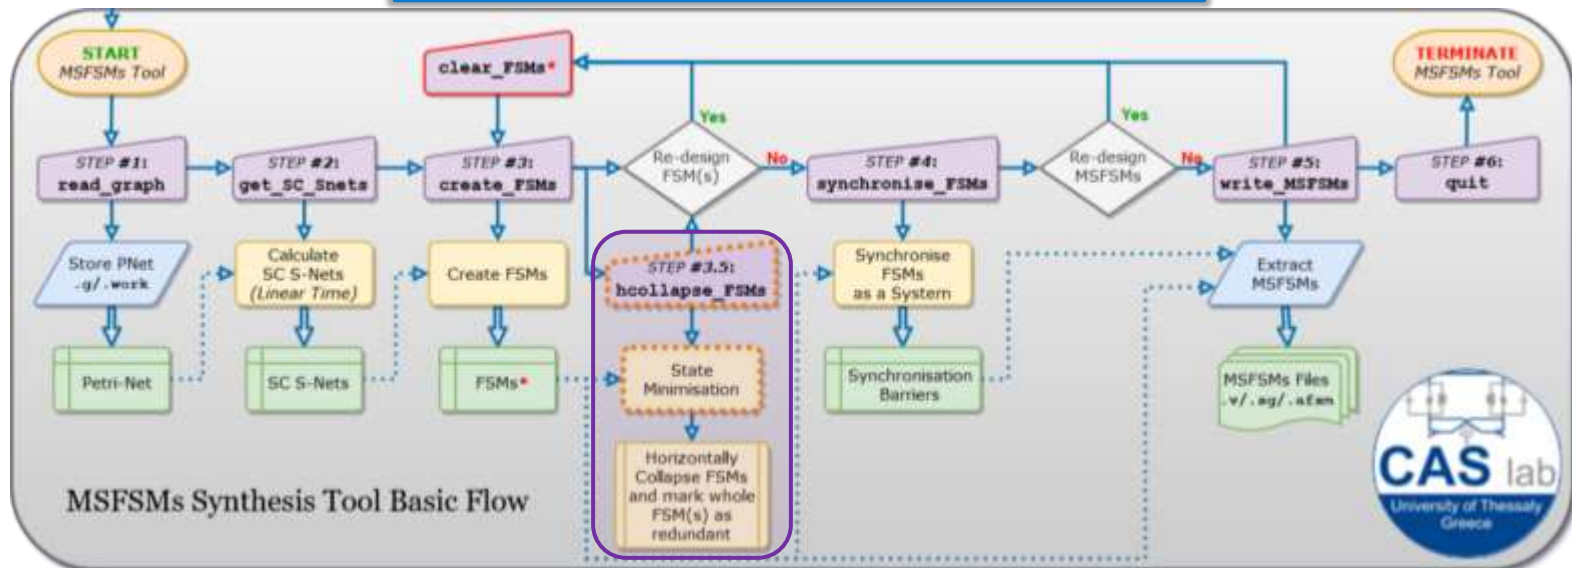 START
MSFSMs Tool
clear_FSMs*
TERMINATE
MSFSMs Tool
Yes
Yes
STEP #1:
read_graph
STEP #2:
get_SC_Snets
STEP #3:
create_FSMs
Re-design
FSM(s)
No
STEP #4:
synchronise_FSMs
Re-design
MSFSMs
No
STEP #5:
write_MSFSMs
STEP #6:
quit
Store PNet
.g/.work
Calculate
SC S-Nets
(Linear Time)
Create FSMs
STEP #3.5:
hcollapse_FSMs
Synchronise
FSMs
as a System
Extract
MSFSMs
Petri-Net
SC S-Nets
FSMs*
State
Minimisation
Synchronisation
Barriers
MSFSMs Files
.v/.sg/.afsm
Horizontally
Collapse FSMs
and mark whole
FSM(s) as
redundant
MSFSMs Synthesis Tool Basic Flow
CAS lab
University of Thessaly
Greece